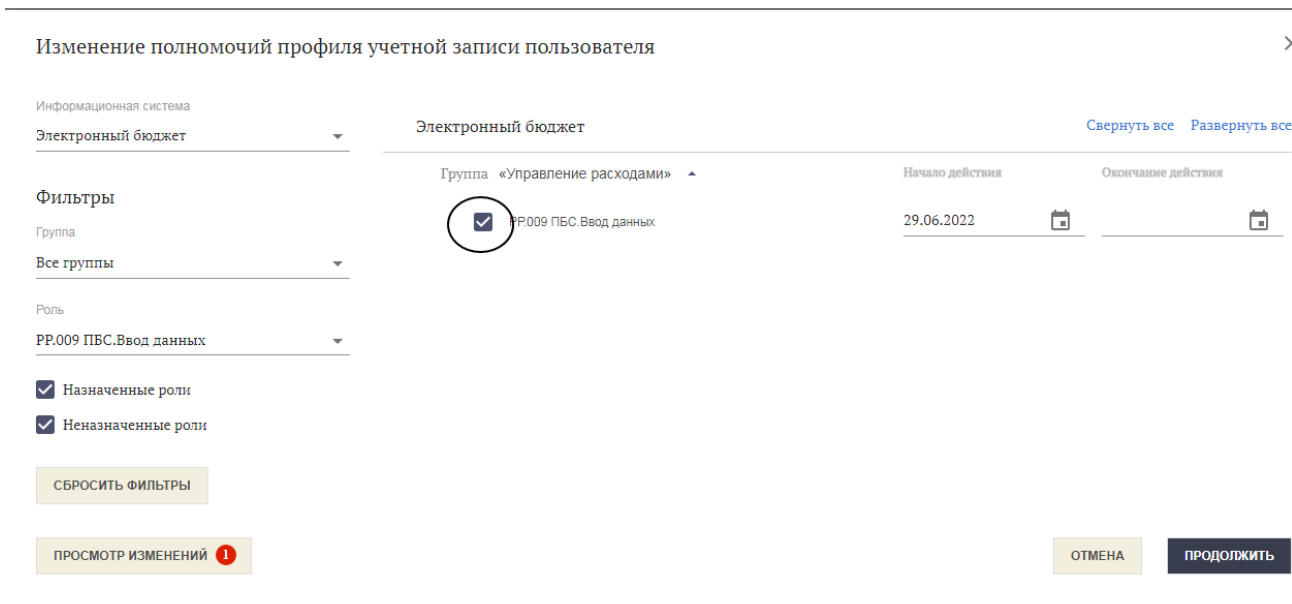 Изменение полномочий профиля учетной записи пользователя
Информационная система
Электронный бюджет
Электронный бюджет
Свернуть все Развернуть все
Группа «Управление расходами»
Начало действия
Окончание действия
PP.009 ПБС.Ввод данных
29.06.2022
Фильтры
Группа
Все группы
Роль
PP.009 ПБС.Ввод данных
Назначенные роли
Неназначенные роли
СБРОСИТЬ ФИЛЬТРЫ
ПРОСМОТР ИЗМЕНЕНИЙ 1
ОТМЕНА
ПРОДОЛЖИТЬ